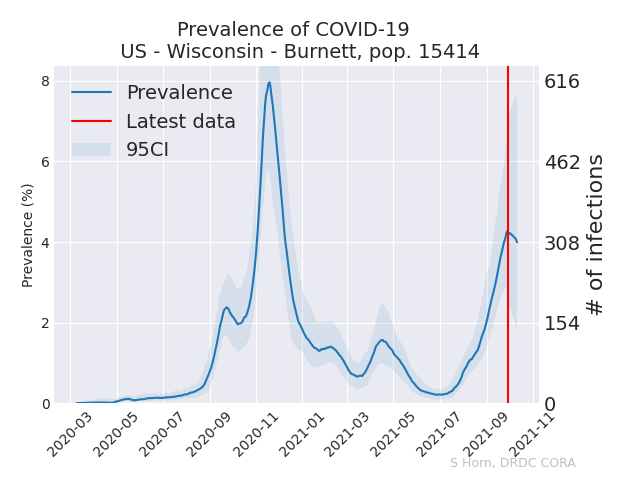 Prevalence of COVID-19
US - Wisconsin - Burnett, pop. 15414
Prevalence
Latest data
95CI
Prevalence (%)
8
6
4
2
0
616
462
308
154
0
# of infections
2020-03
2020-05
2020-07
2020-09
2020-11
2021-01
2021-03
2021-05
2021-07
2021-09
2021-11
S Horn, DRDC CORA